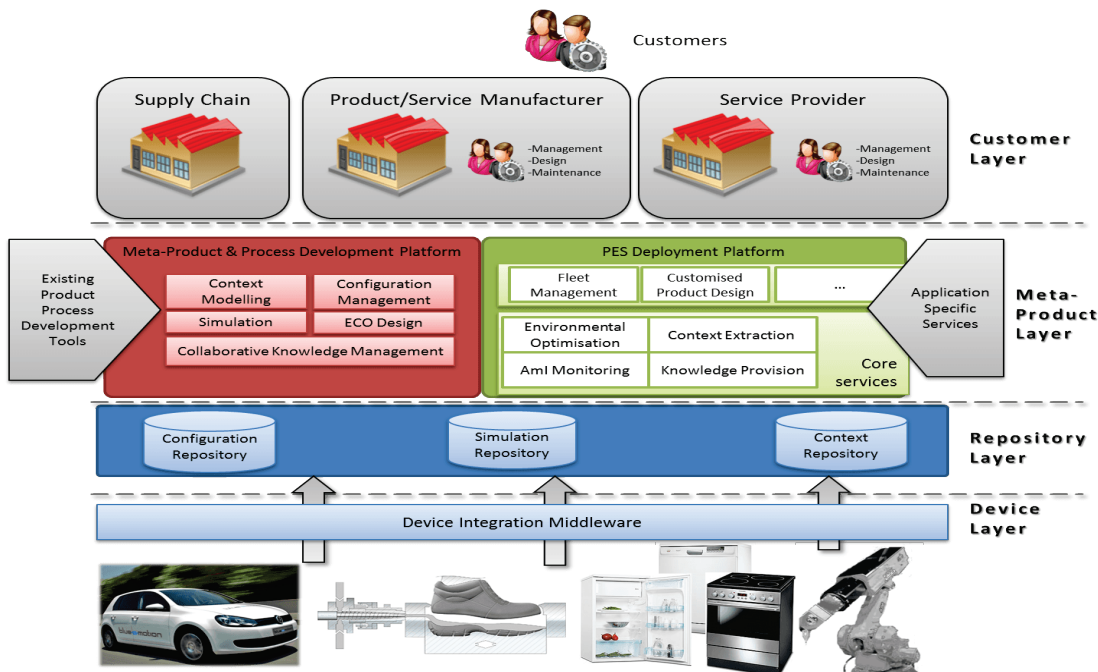 Customers
Supply Chain
Product/Service Manufacturer
-Management
-Design
-Maintenance
Service Provider
-Management
-Design
-Maintenance
Customer
Layer
Existing
Product
Process
Development
Tools
Meta-Product & Process Development Platform
Context
Modelling
Configuration
Management
Simulation
ECO Design
Collaborative Knowledge Management
PES Deployment Platform
Fleet
Management
Customised
Product Design
...
Environmental
Optimisation
Context Extraction
AmI Monitoring
Knowledge Provision
Core
services
Application
Specific
Services
Meta-
Product
Layer
Configuration
Repository
Simulation
Repository
Context
Repository
Repository
Layer
Device Integration Middleware
Device
Layer